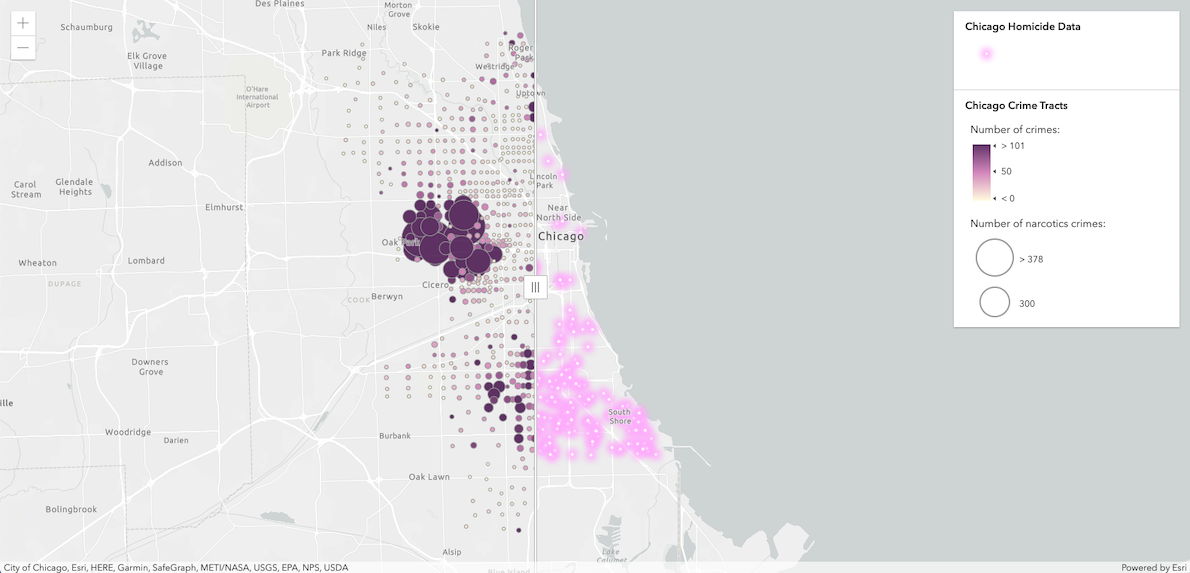 Des Plaines
Morton
Grove
Schaumburg
Niles
Skokie
Elk Grove
Village
Park Ridge
Roger
Park
Westridge
O'Hare
International
Airport
Uptown
Addison
Lincoln
Park
Carol
Stream
Glendale
Heights
Elmhurst
Near
North Side
Chicago
Oak Park
Wheaton
Lombard
DUPAGE
Cicero
COOK
Berwyn
Downers
Grove
ville
South
Shore
Woodridge
Darien
Burbank
Oak Lawn
Bolingbrook
Alsip
Lake
Calumet
Blue Island
Chicago Homicide Data
Chicago Crime Tracts
Number of crimes:
> 101
50
< 0
Number of narcotics crimes:
> 378
300
City of Chicago, Esri, HERE, Garmin, SafeGraph, METI/NASA, USGS, EPA, NPS, USDA
Powered by Esri